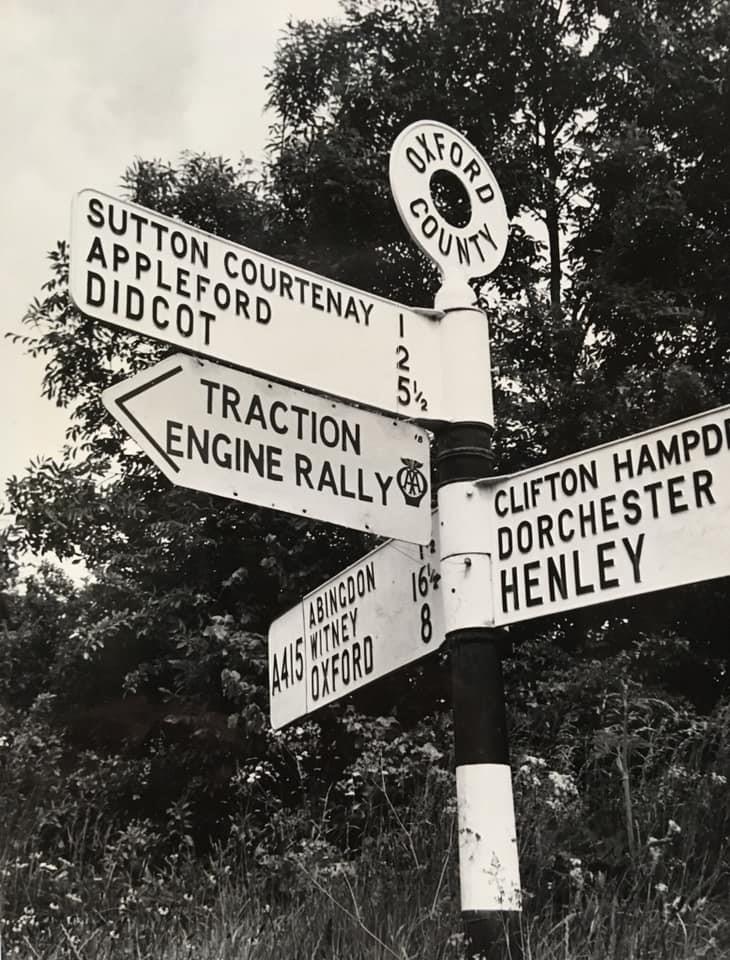 OXFORD
COUNTY
SUTTON COURTENAY 1
APPLEFORD 2
DIDCOT 5½
TRACTION
ENGINE RALLY AA
CLIFTON HAMPD
DORCHESTER
HENLEY
A415
ABINGDON
WITNEY 16½
OXFORD 8